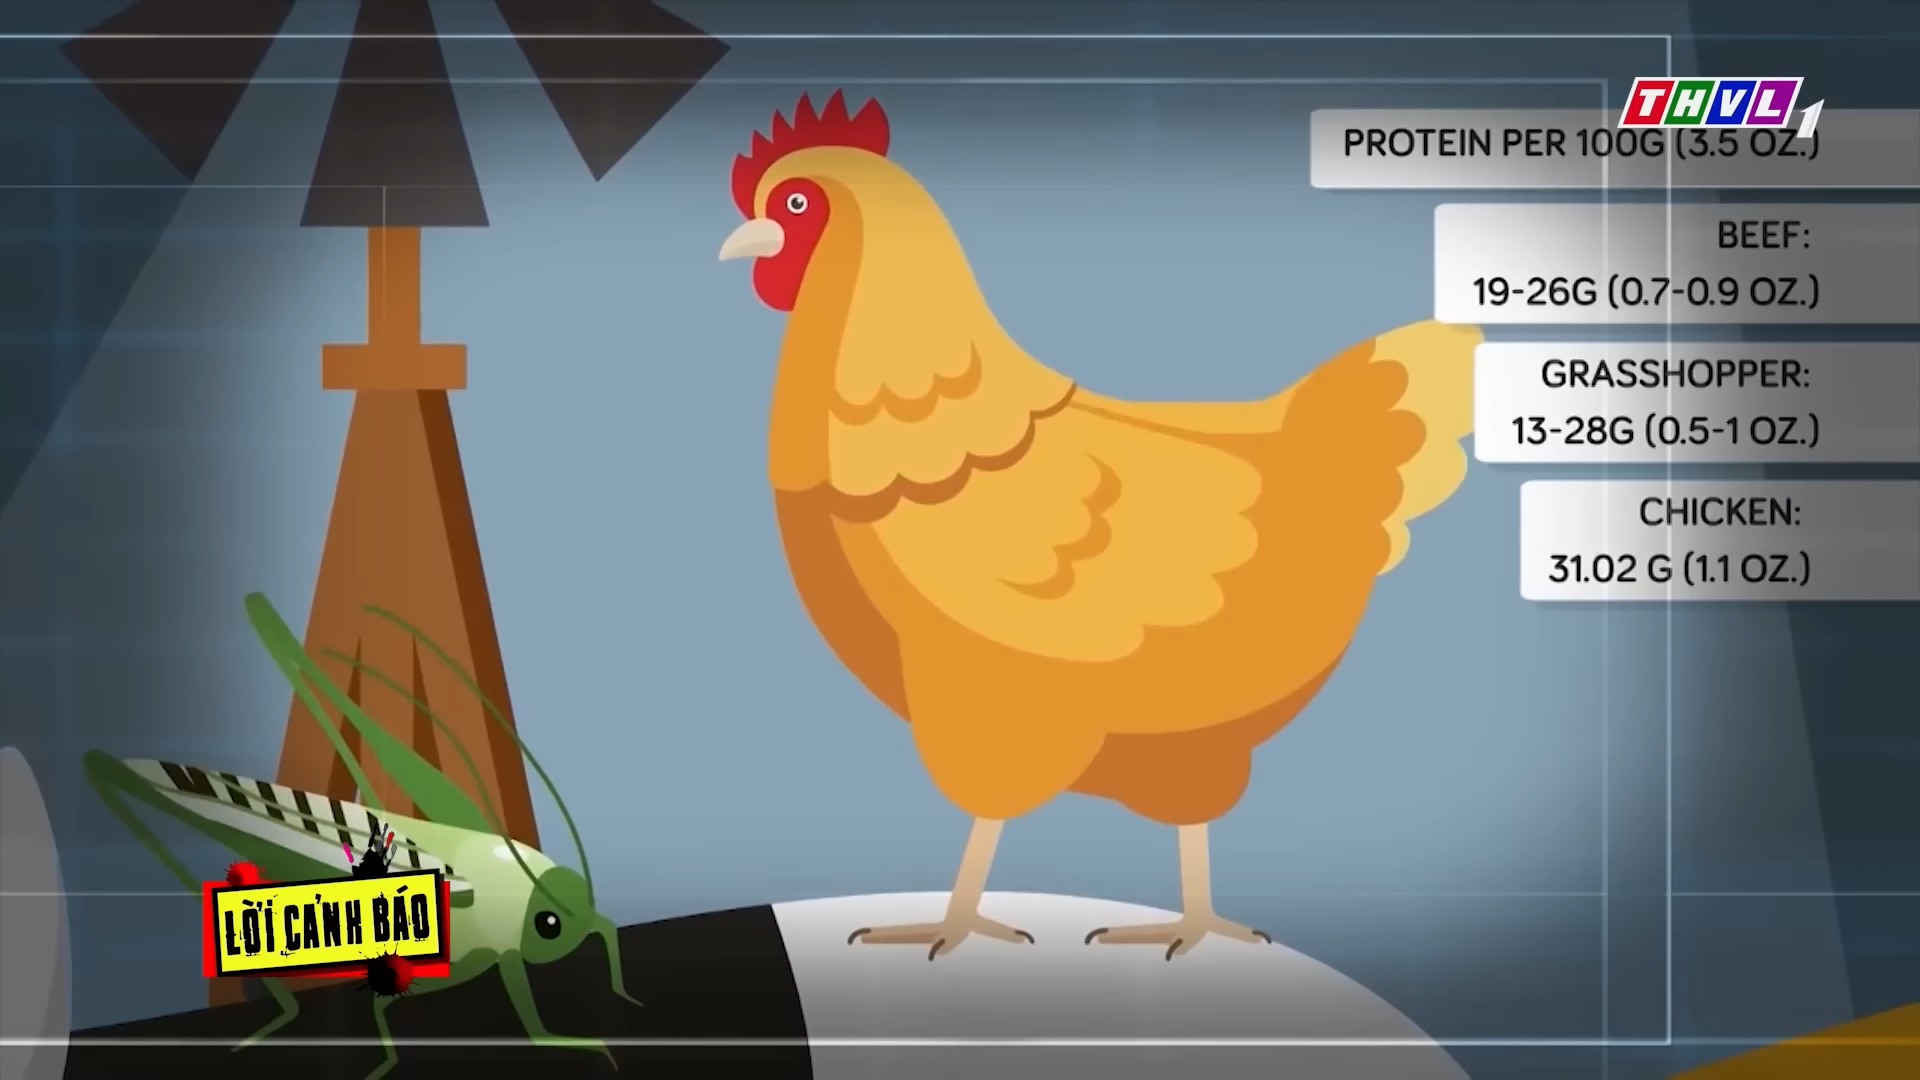 THVL1
PROTEIN PER 100G (3.5 OZ.)
BEEF:
19-26G (0.7-0.9 OZ.)
GRASSHOPPER:
13-28G (0.5-1 OZ.)
CHICKEN:
31.02 G (1.1 OZ.)
LỜI CẢNH BÁO